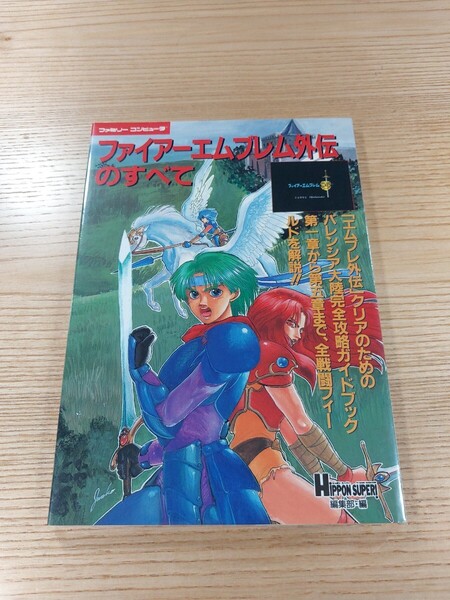 ファミリー コンピュータ
ファイアーエムブレム外伝
のすべて
ファイアーエムブレム
「エムブレ外伝」クリアのための
バレンシア大陸完全攻略ガイドブック
第一章から第五章まで、全戦闘フィー
ルドを解説!!
HIPPON SUPER!
編集部・編